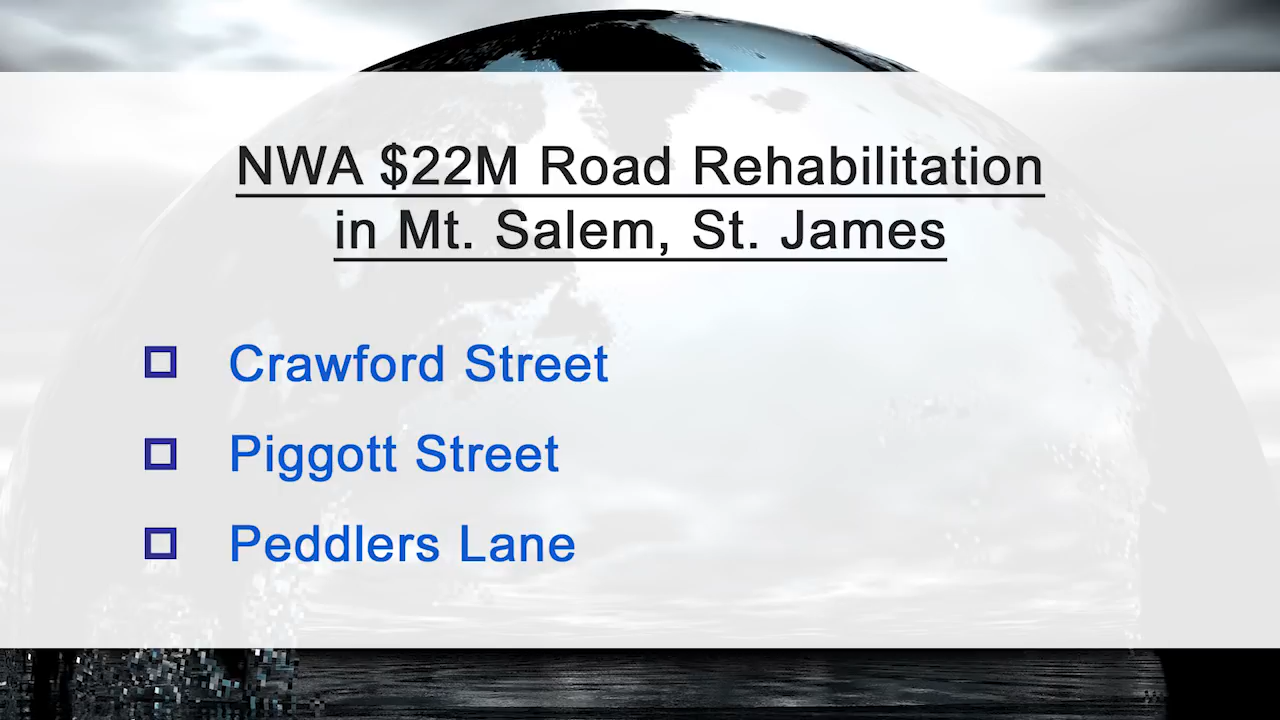 NWA $22M Road Rehabilitation
in Mt. Salem, St. James
Crawford Street
Piggott Street
Peddlers Lane